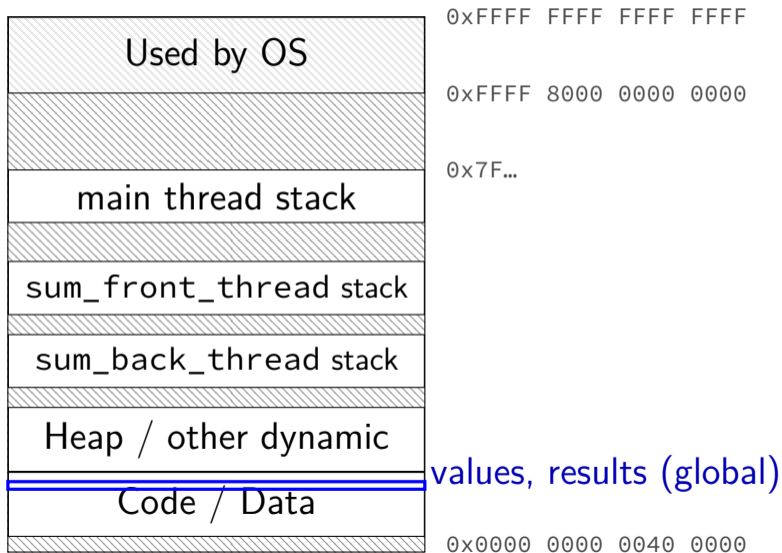 0xFFFF FFFF FFFF FFFF
Used by OS
0xFFFF 8000 0000 0000
0x7F…
main thread stack
sum_front_thread stack
sum_back_thread stack
Heap / other dynamic
values, results (global)
Code / Data
0x0000 0000 0040 0000